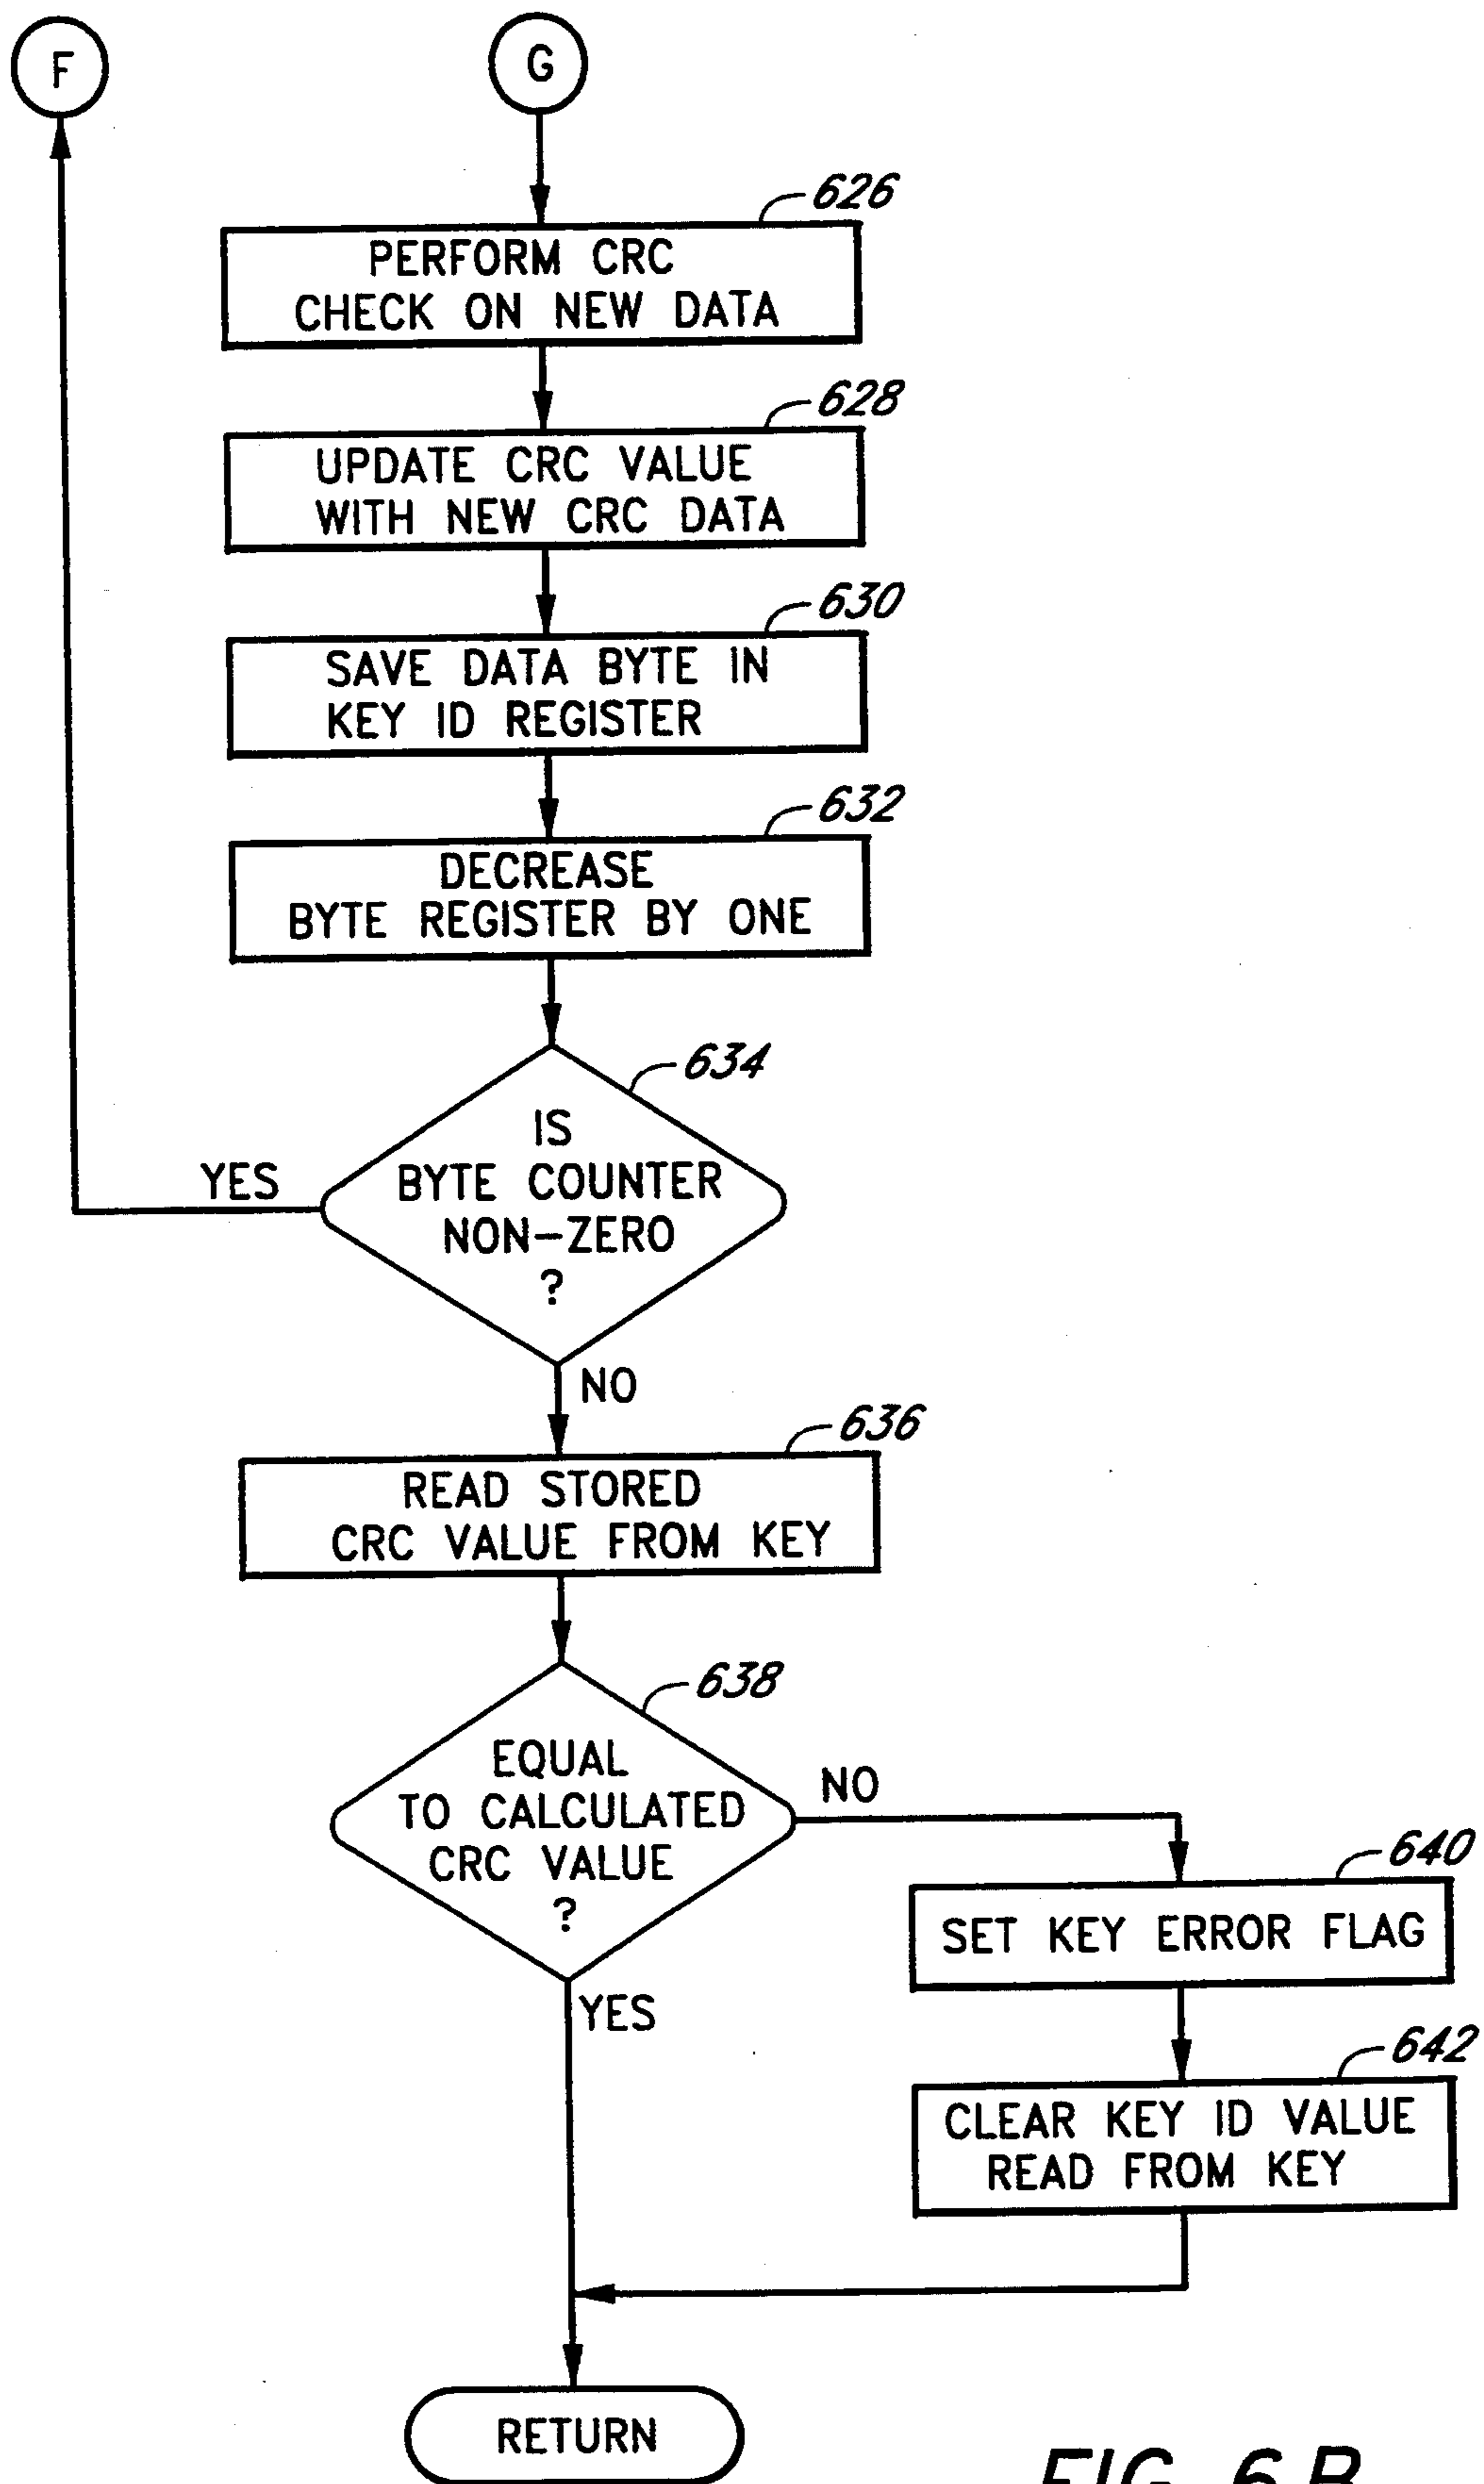 F
G
626
PERFORM CRC
CHECK ON NEW DATA
628
UPDATE CRC VALUE
WITH NEW CRC DATA
630
SAVE DATA BYTE IN
KEY ID REGISTER
632
DECREASE
BYTE REGISTER BY ONE
634
IS
BYTE COUNTER
NON-ZERO
?
YES
NO
636
READ STORED
CRC VALUE FROM KEY
638
EQUAL
TO CALCULATED
CRC VALUE
?
NO
YES
640
SET KEY ERROR FLAG
642
CLEAR KEY ID VALUE
READ FROM KEY
RETURN
FIG. 6B